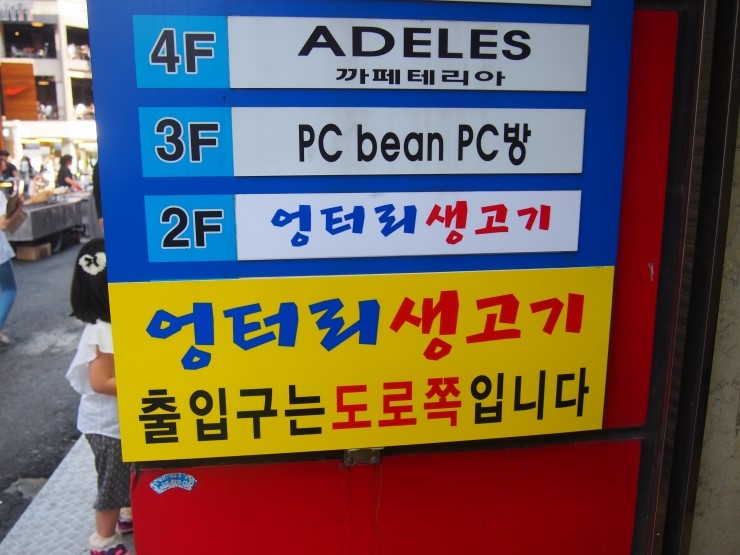 4F
ADELES
까페테리아
3F
PC bean PC방
2F
엉터리생고기
엉터리생고기
출입구는도로쪽입니다